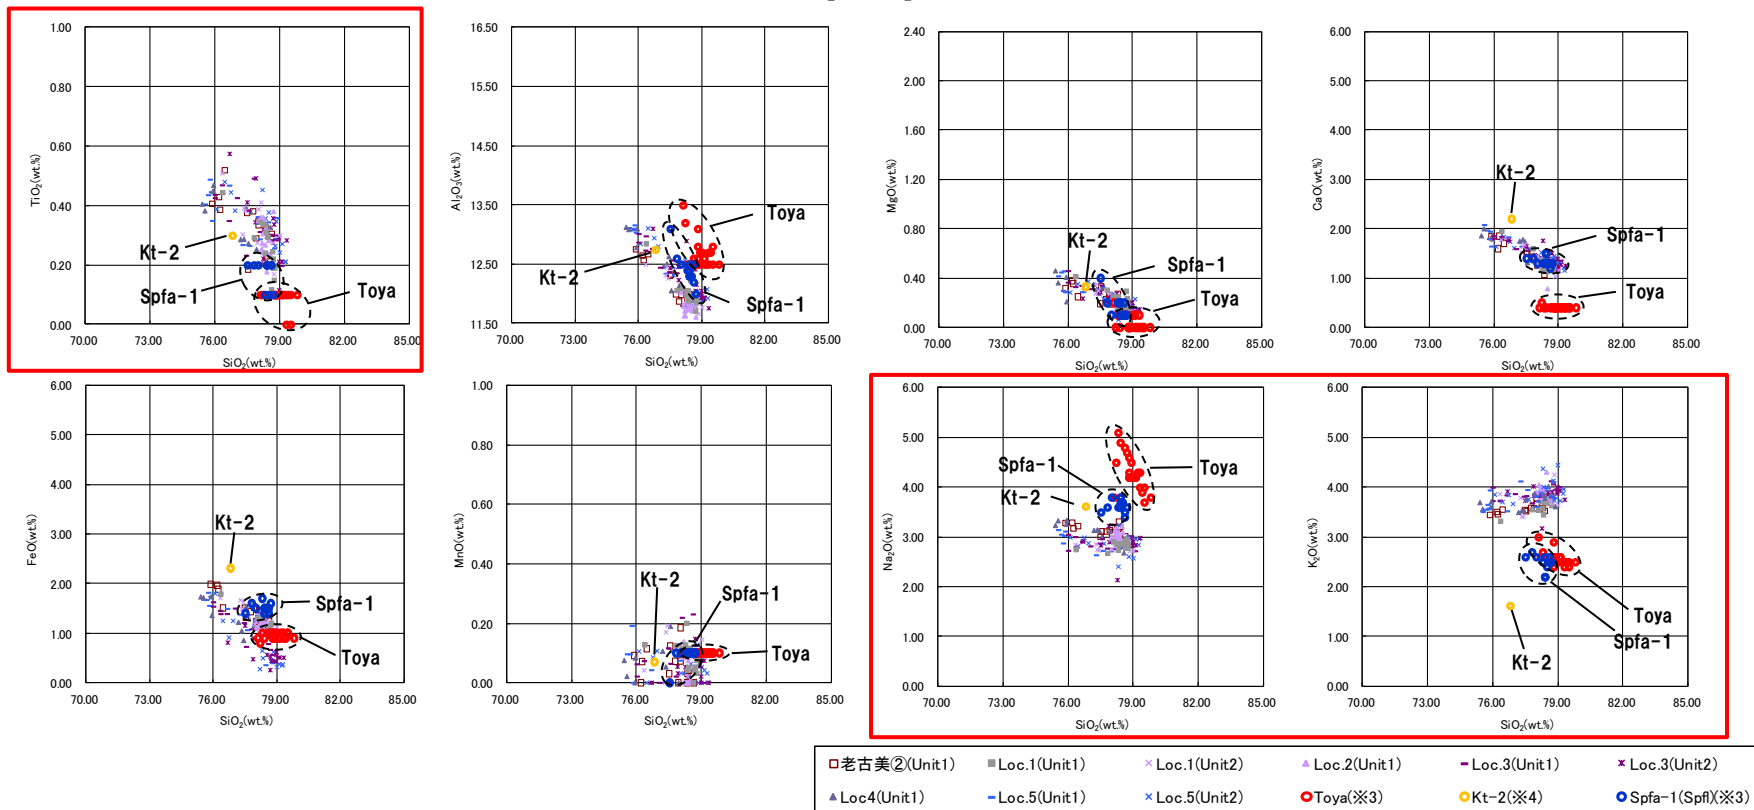 TiO2(wt.%)
1.00
0.80
0.60
0.40
0.20
0.00
Kt-2
Spfa-1
Toya
70.00 73.00 76.00 79.00 82.00 85.00
SiO2(wt.%)
Al2O3(wt.%)
16.50
15.50
14.50
13.50
12.50
11.50
Toya
Kt-2
Spfa-1
70.00 73.00 76.00 79.00 82.00 85.00
SiO2(wt.%)
MgO(wt.%)
2.40
2.00
1.60
1.20
0.80
0.40
0.00
Kt-2
Spfa-1
Toya
70.00 73.00 76.00 79.00 82.00 85.00
SiO2(wt.%)
CaO(wt.%)
6.00
5.00
4.00
3.00
2.00
1.00
0.00
Kt-2
Spfa-1
Toya
70.00 73.00 76.00 79.00 82.00 85.00
SiO2(wt.%)
FeO(wt.%)
6.00
5.00
4.00
3.00
2.00
1.00
0.00
Kt-2
Spfa-1
Toya
70.00 73.00 76.00 79.00 82.00 85.00
SiO2(wt.%)
MnO(wt.%)
1.00
0.80
0.60
0.40
0.20
0.00
Kt-2
Spfa-1
Toya
70.00 73.00 76.00 79.00 82.00 85.00
SiO2(wt.%)
Na2O(wt.%)
6.00
5.00
4.00
3.00
2.00
1.00
0.00
Spfa-1
Toya
Kt-2
70.00 73.00 76.00 79.00 82.00 85.00
SiO2(wt.%)
K2O(wt.%)
6.00
5.00
4.00
3.00
2.00
1.00
0.00
Toya
Spfa-1
Kt-2
70.00 73.00 76.00 79.00 82.00 85.00
SiO2(wt.%)
老古美②(Unit1) Loc.1(Unit1) Loc.1(Unit2) Loc.2(Unit1) Loc.3(Unit1) Loc.3(Unit2)
Loc4(Unit1) Loc.5(Unit1) Loc.5(Unit2) Toya(※3) Kt-2(※4) Spfa-1(Spfl)(※3)